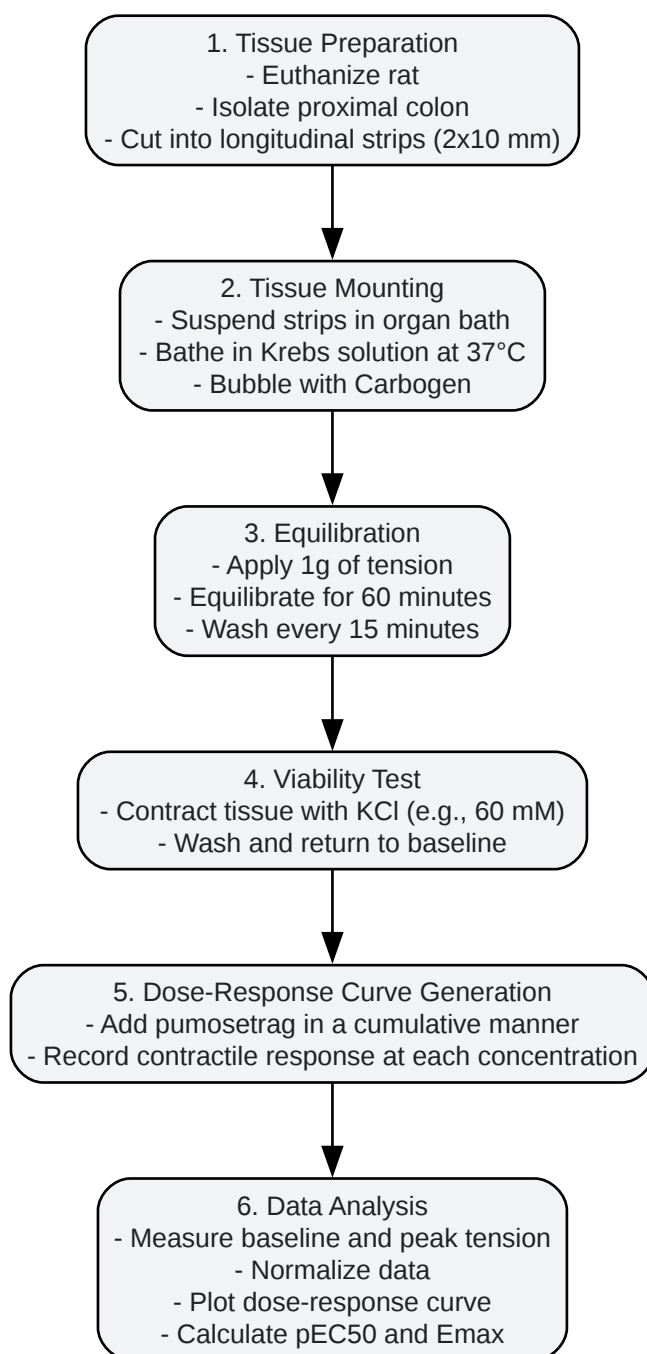 1. Tissue Preparation
- Euthanize rat
- Isolate proximal colon
- Cut into longitudinal strips (2x10 mm)
2. Tissue Mounting
- Suspend strips in organ bath
- Bathe in Krebs solution at 37°C
- Bubble with Carbogen
3. Equilibration
- Apply 1g of tension
- Equilibrate for 60 minutes
- Wash every 15 minutes
4. Viability Test
- Contract tissue with KCl (e.g., 60 mM)
- Wash and return to baseline
5. Dose-Response Curve Generation
- Add pumosetrag in a cumulative manner
- Record contractile response at each concentration
6. Data Analysis
- Measure baseline and peak tension
- Normalize data
- Plot dose-response curve
- Calculate pEC50 and Emax